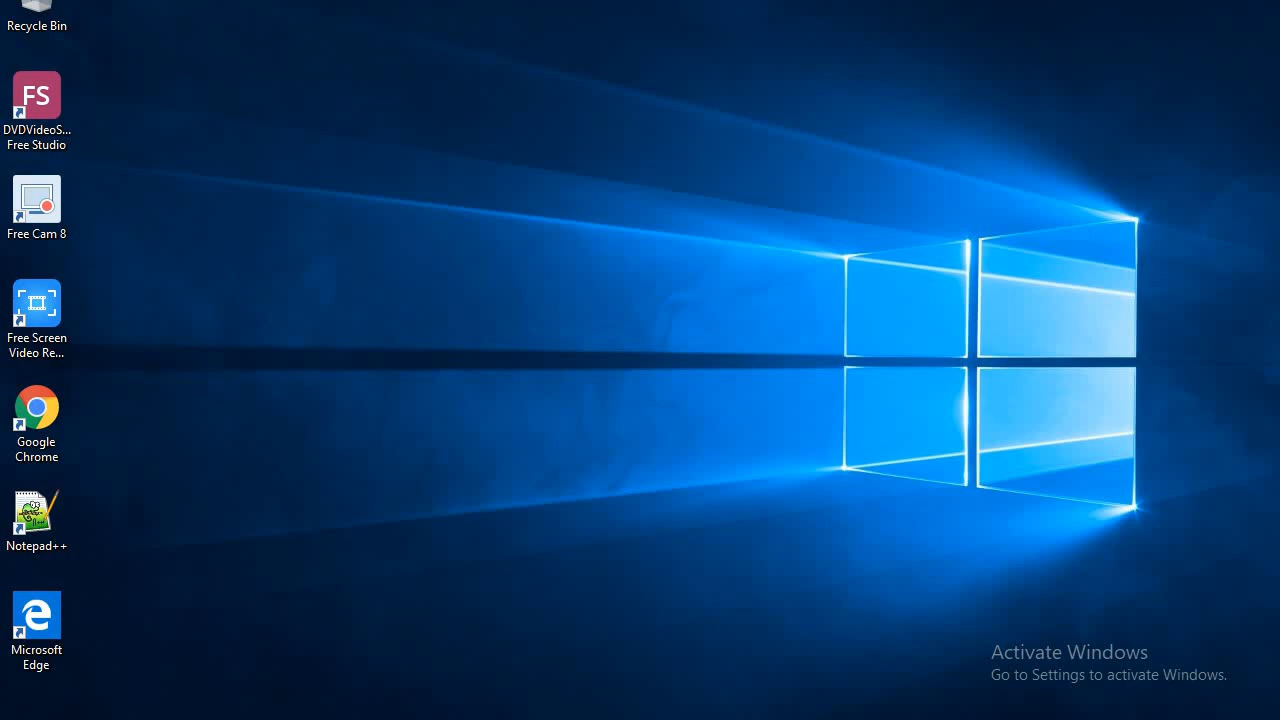 Recycle Bin
FS
DVDVideoS...
Free Studio
Free Cam 8
Free Screen
Video Re...
Google
Chrome
Notepad++
Microsoft
Edge
Activate Windows
Go to Settings to activate Windows.